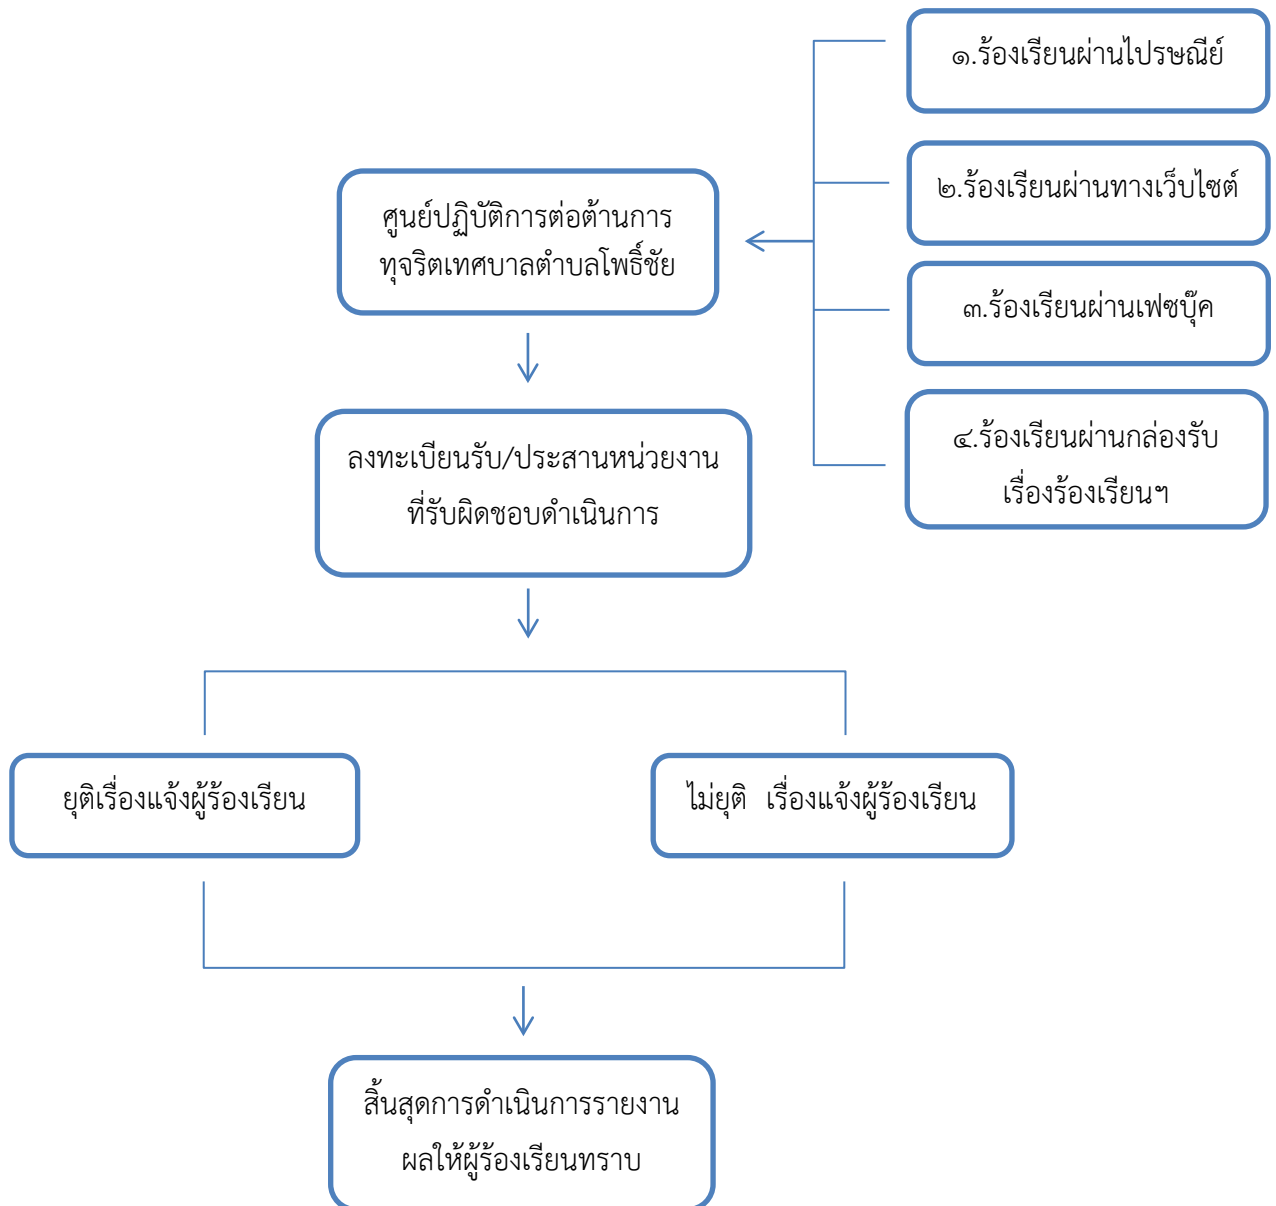 ๑.ร้องเรียนผ่านไปรษณีย์
๒.ร้องเรียนผ่านทางเว็บไซต์
๓.ร้องเรียนผ่านเฟซบุ๊ค
๔.ร้องเรียนผ่านกล่องรับ
เรื่องร้องเรียนฯ
ศูนย์ปฏิบัติการต่อต้านการ
ทุจริตเทศบาลตำบลโพธิ์ชัย
ลงทะเบียนรับ/ประสานหน่วยงาน
ที่รับผิดชอบดำเนินการ
ยุติเรื่องแจ้งผู้ร้องเรียน
ไม่ยุติ เรื่องแจ้งผู้ร้องเรียน
สิ้นสุดการดำเนินการรายงาน
ผลให้ผู้ร้องเรียนทราบ